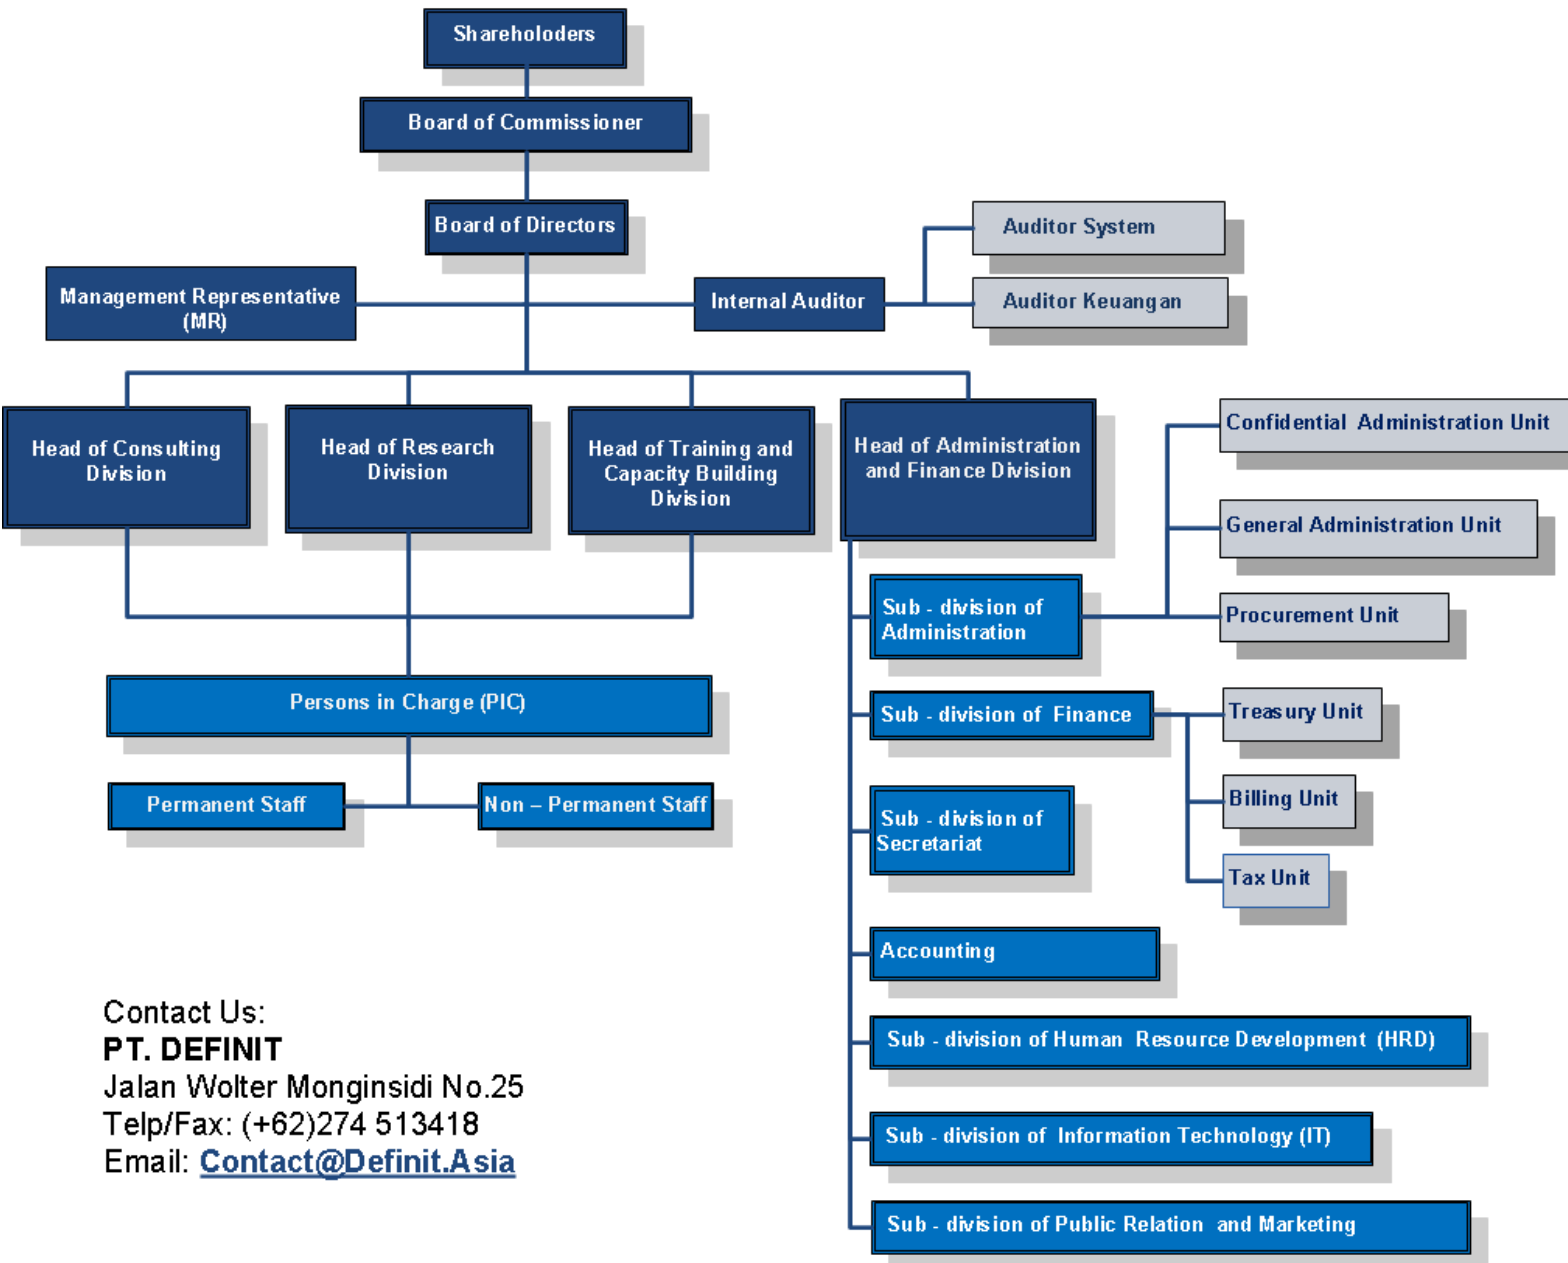 Shareholoders
Board of Commissioner
Board of Directors
Auditor System
Management Representative
(MR)
Internal Auditor
Auditor Keuangan
Head of Consulting
Division
Head of Research
Division
Head of Training and
Capacity Building
Division
Head of Administration
and Finance Division
Confidential Administration Unit
General Administration Unit
Sub - division of
Administration
Procurement Unit
Persons in Charge (PIC)
Sub - division of Finance
Treasury Unit
Permanent Staff
Non – Permanent Staff
Billing Unit
Sub - division of
Secretariat
Tax Unit
Accounting
Sub - division of Human Resource Development (HRD)
Sub - division of Information Technology (IT)
Sub - division of Public Relation and Marketing
Contact Us:
PT. DEFINIT
Jalan Wolter Monginsidi No.25
Telp/Fax: (+62)274 513418
Email: Contact@Definit.Asia